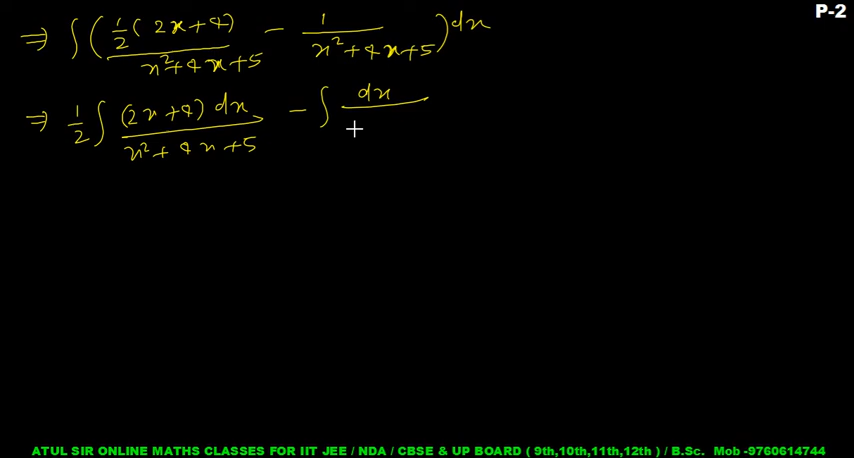 P-2
⇒ ∫ ( ½(2x+4) / x²+4x+5 − 1 / x²+4x+5 ) dx
⇒ ½ ∫ (2x+4) dx / x²+4x+5 − ∫ dx /
ATUL SIR ONLINE MATHS CLASSES FOR IIT JEE / NDA / CBSE & UP BOARD ( 9th,10th,11th,12th ) / B.Sc. Mob -9760614744